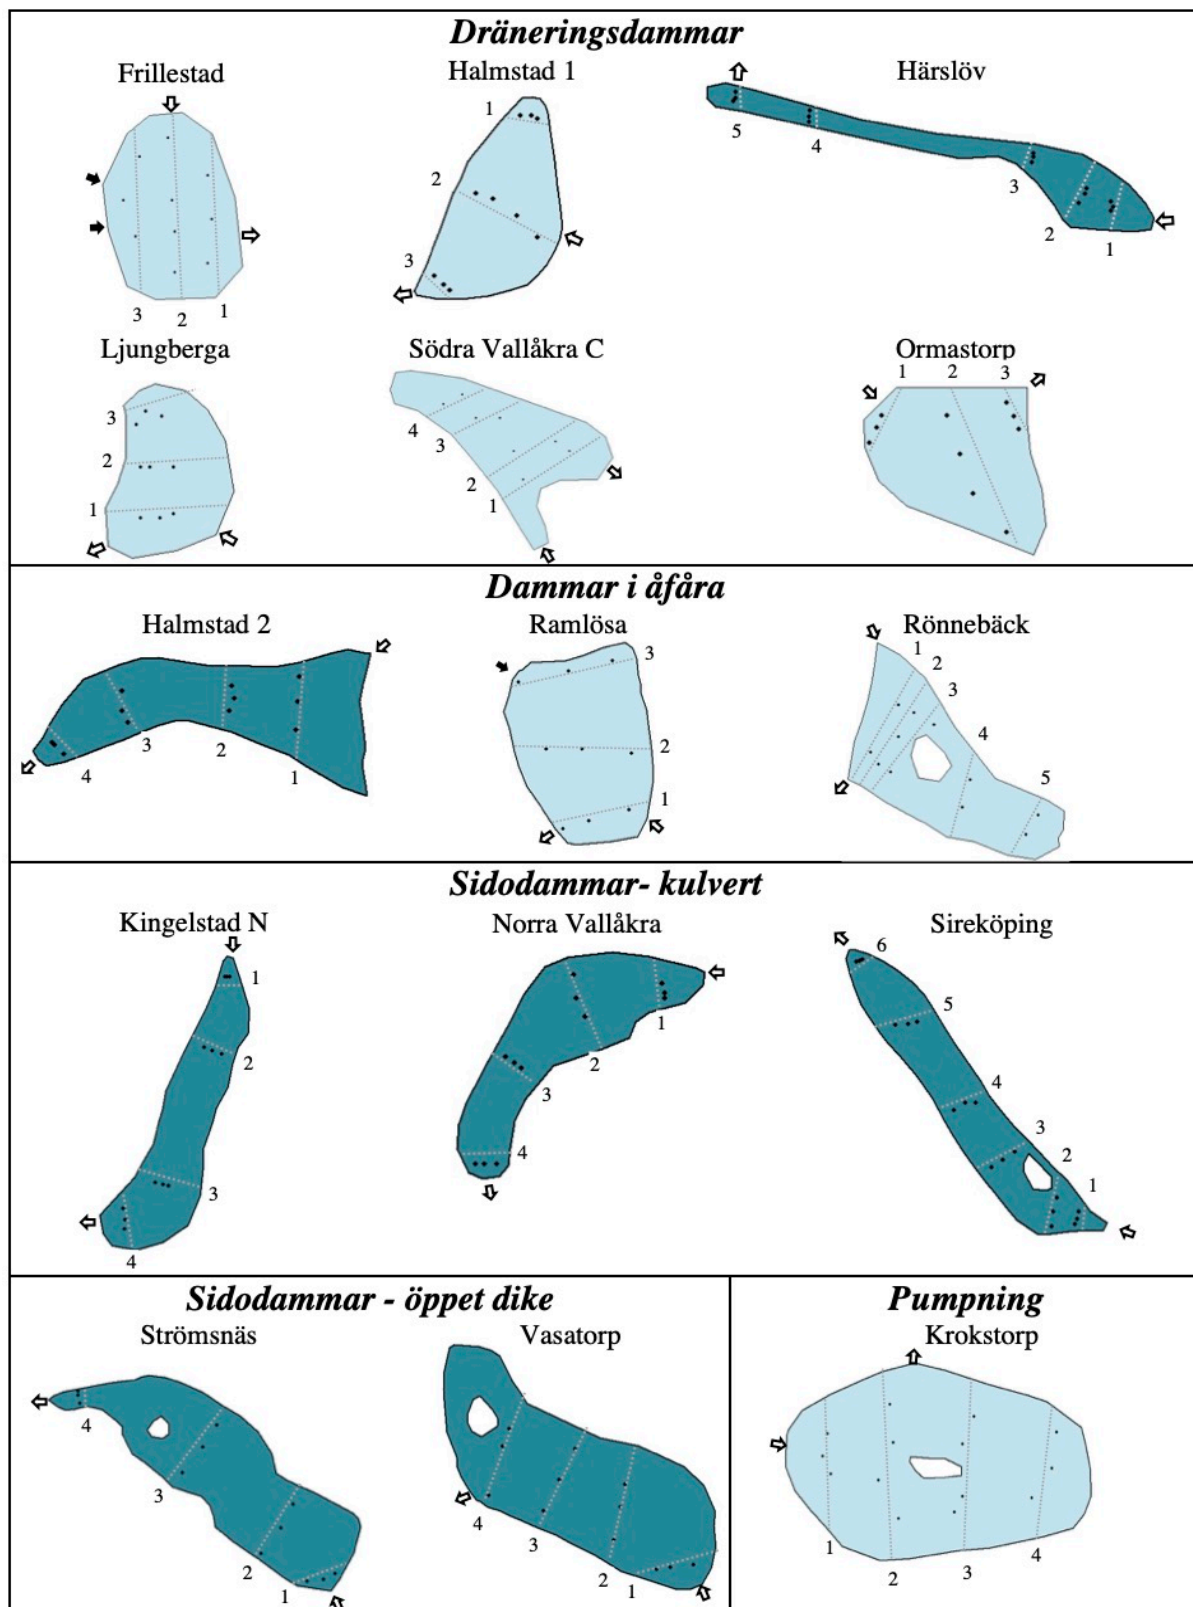 Dräneringsdammar
Frillestad
Halmstad 1
Härslöv
1
2
3
5
4
3
2
1
3
2
1
Ljungberga
Södra Vallåkra C
Ormastorp
3
2
1
4
3
2
1
1
2
3
Dammar i åfåra
Halmstad 2
Ramlösa
Rönnebäck
4
3
2
1
3
2
1
1
2
3
4
5
Sidodammar- kulvert
Kingelstad N
Norra Vallåkra
Sireköping
1
2
3
4
1
2
3
4
6
5
4
3
2
1
Sidodammar - öppet dike
Pumpning
Strömsnäs
Vasatorp
Krokstorp
4
3
2
1
4
3
2
1
1
2
3
4